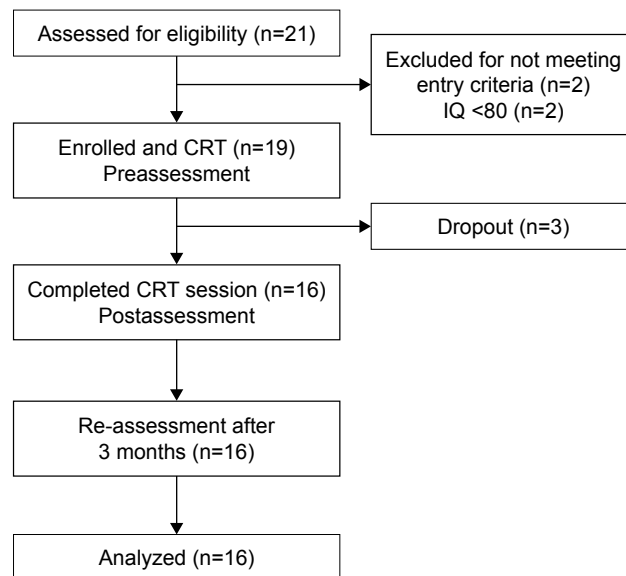 Assessed for eligibility (n=21)
Excluded for not meeting
entry criteria (n=2)
IQ <80 (n=2)
Enrolled and CRT (n=19)
Preassessment
Dropout (n=3)
Completed CRT session (n=16)
Postassessment
Re-assessment after
3 months (n=16)
Analyzed (n=16)